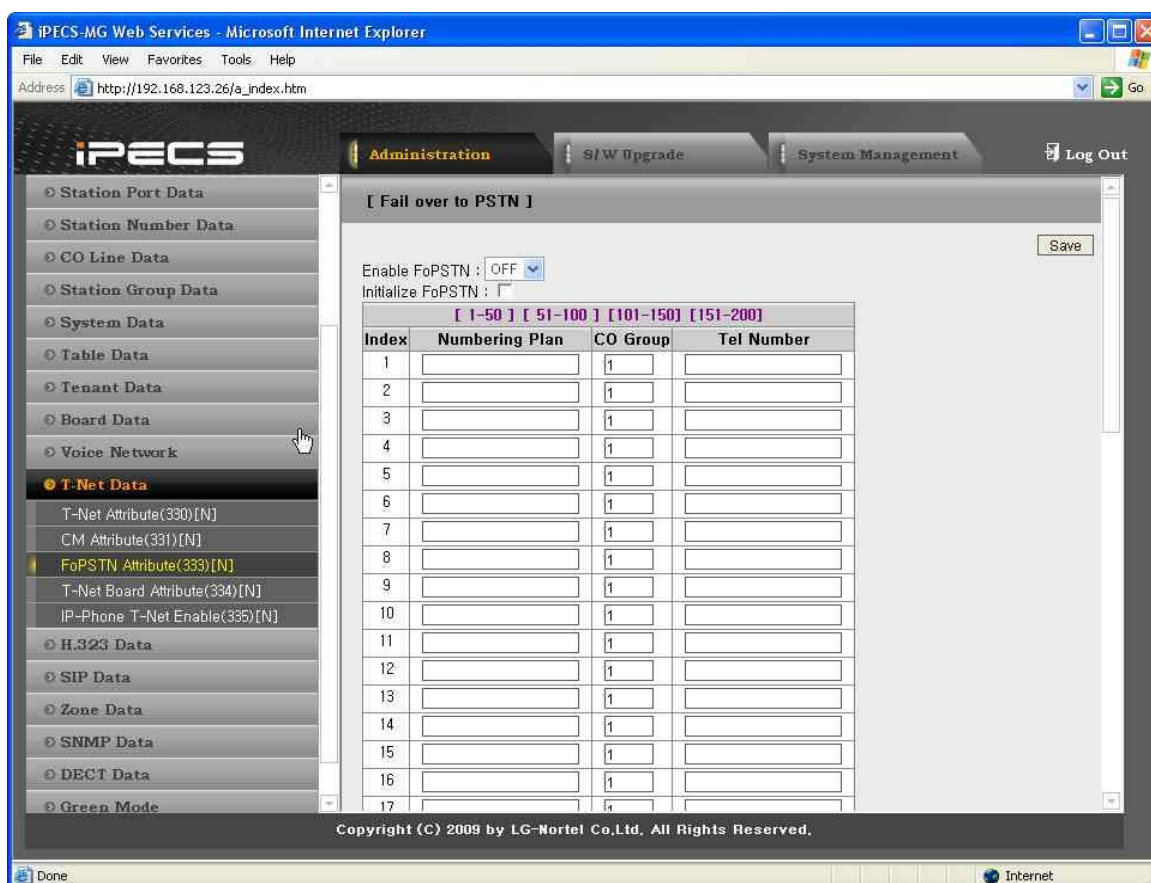 iPECS-MG Web Services - Microsoft Internet Explorer
File Edit View Favorites Tools Help
Address http://192.168.123.26/a_index.htm Go
iPECS
Administration
S/W Upgrade
System Management
Log Out
Station Port Data
Station Number Data
CO Line Data
Station Group Data
System Data
Table Data
Tenant Data
Board Data
Voice Network
T-Net Data
T-Net Attribute(330)[N]
CM Attribute(331)[N]
FoPSTN Attribute(333)[N]
T-Net Board Attribute(334)[N]
IP-Phone T-Net Enable(335)[N]
H.323 Data
SIP Data
Zone Data
SNMP Data
DECT Data
Green Mode
[ Fail over to PSTN ]
Save
Enable FoPSTN : OFF
Initialize FoPSTN :
[ 1-50 ] [ 51-100 ] [101-150] [151-200]
Index Numbering Plan CO Group Tel Number
1 1
2 1
3 1
4 1
5 1
6 1
7 1
8 1
9 1
10 1
11 1
12 1
13 1
14 1
15 1
16 1
17 1
Copyright (C) 2009 by LG-Nortel Co,Ltd. All Rights Reserved.
Done Internet